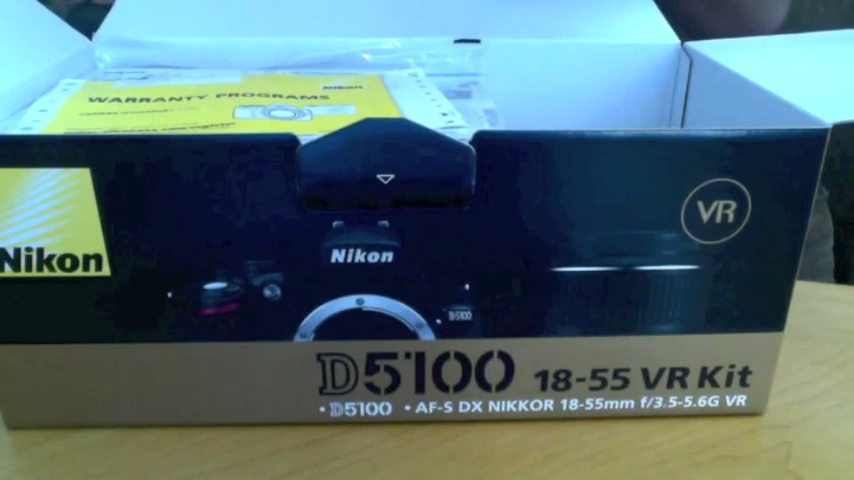 Nikon
WARRANTY PROGRAMS
Nikon
VR
Nikon
D5100
D5100 18-55 VR Kit
• D5100 • AF-S DX NIKKOR 18-55mm f/3.5-5.6G VR